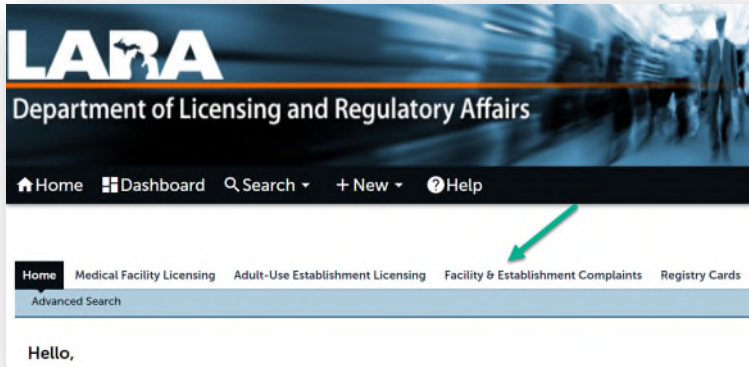 LARA
Department of Licensing and Regulatory Affairs
Home Dashboard Search + New Help
Home Medical Facility Licensing Adult-Use Establishment Licensing Facility & Establishment Complaints Registry Cards
Advanced Search
Hello,